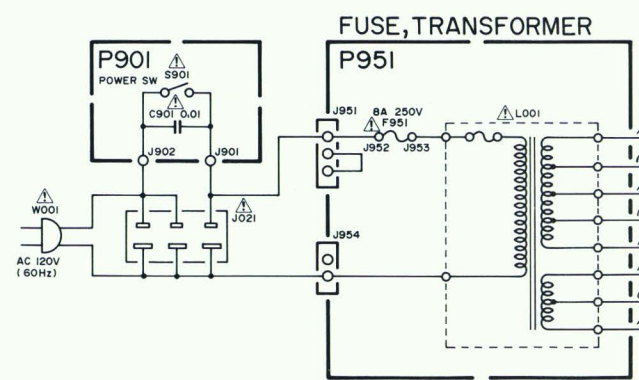 FUSE, TRANSFORMER
P901
POWER SW
S901
C901 0.01
J902
J901
P951
J951
8A 250V
F951
J952
J953
L001
W001
AC 120V
(60Hz)
J021
J954